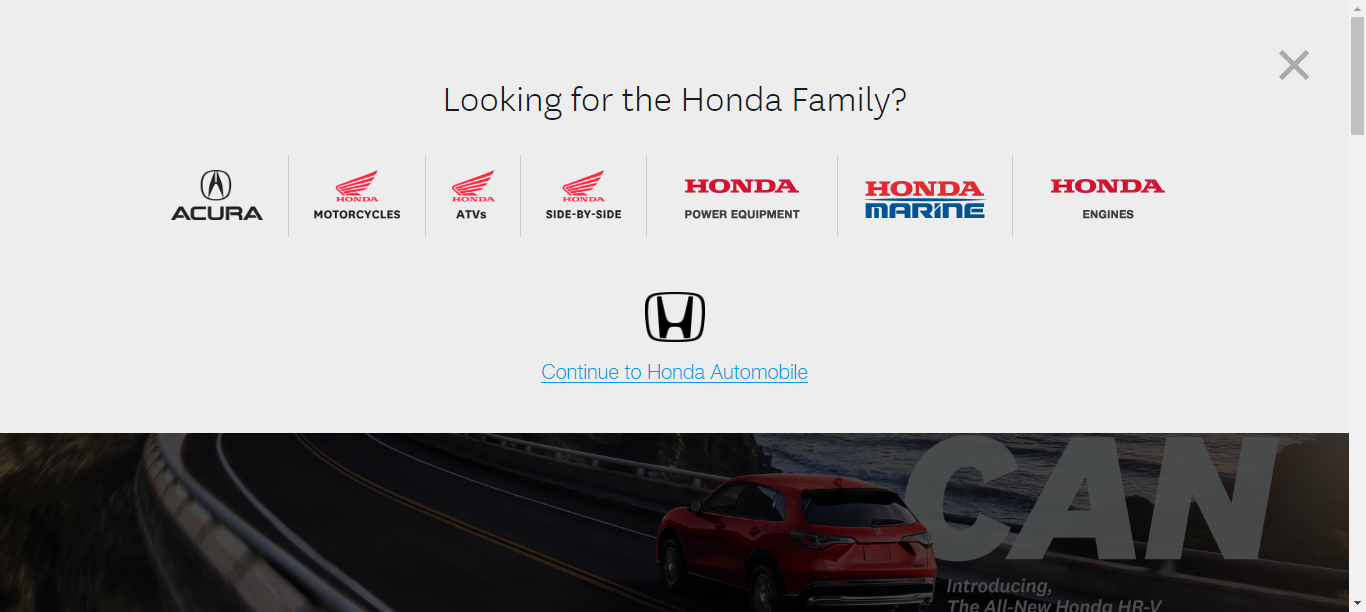 Looking for the Honda Family?
ACURA
HONDA
MOTORCYCLES
HONDA
ATVs
HONDA
SIDE-BY-SIDE
HONDA
POWER EQUIPMENT
HONDA
MARINE
HONDA
ENGINES
Continue to Honda Automobile
CAN
Introducing,
The All-New Honda HR-V